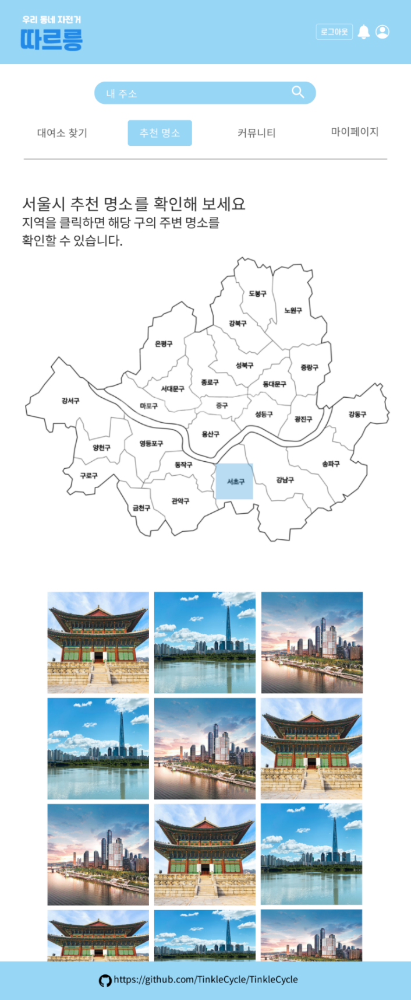 우리 동네 자전거
따르릉
로그아웃
내 주소
대여소 찾기
추천 명소
커뮤니티
마이페이지
서울시 추천 명소를 확인해 보세요
지역을 클릭하면 해당 구의 주변 명소를
확인할 수 있습니다.
도봉구
노원구
강북구
은평구
성북구
중랑구
종로구
동대문구
서대문구
강서구
마포구
중구
성동구
광진구
강동구
용산구
영등포구
양천구
동작구
송파구
구로구
서초구
강남구
관악구
금천구
https://github.com/TinkleCycle/TinkleCycle